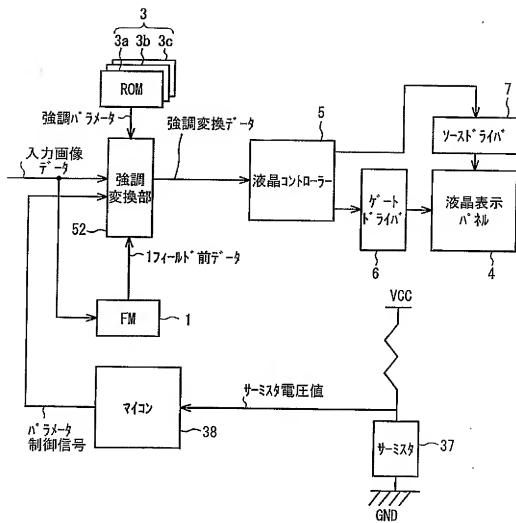 3
3a 3b 3c
ROM
強調パラメータ
強調変換データ
入力画像
データ
強調
変換部
52
1フィールド前データ
FM
1
5
液晶コントローラー
7
ソースドライバ
ゲート
ドライバ
6
液晶表示
パネル
4
VCC
サーミスタ電圧値
マイコン
38
パラメータ
制御信号
サーミスタ
37
GND